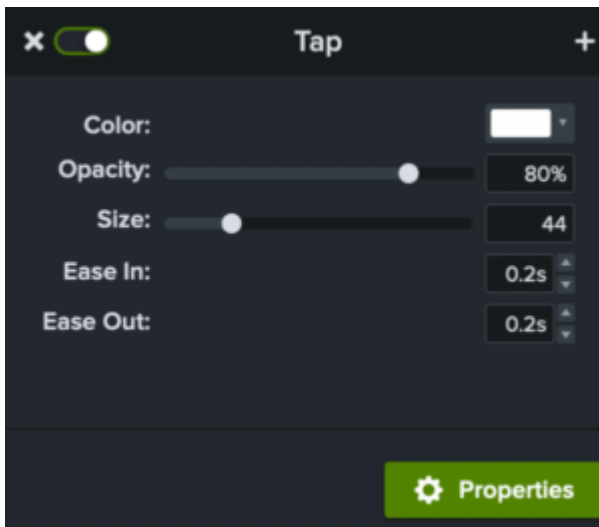 Tap
Color:
Opacity: 80%
Size: 44
Ease In: 0.2s
Ease Out: 0.2s
Properties